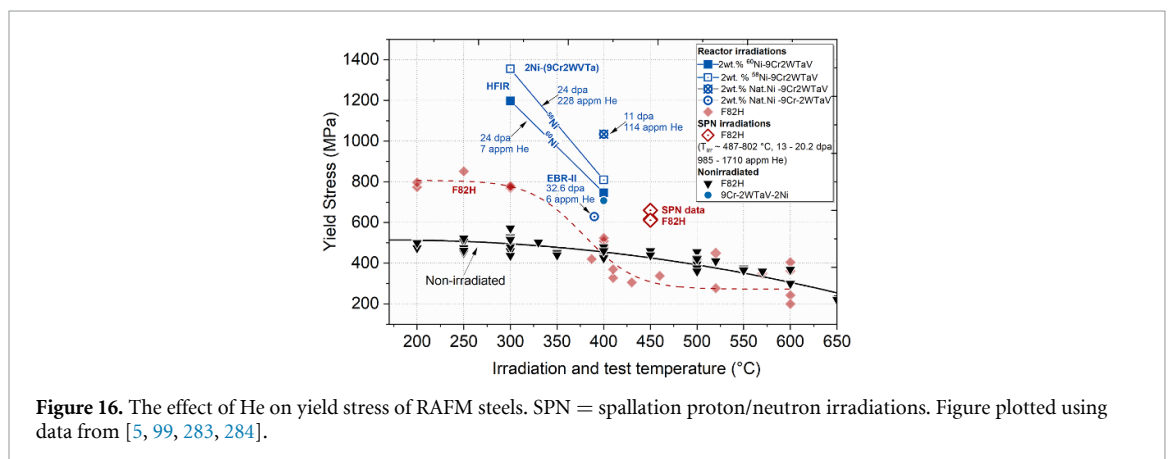 1400
1200
1000
800
600
400
200
Yield Stress (MPa)
2Ni-(9Cr2WVTa)
HFIR
24 dpa
228 appm He
58Ni
60Ni
24 dpa
7 appm He
11 dpa
114 appm He
EBR-II
32.6 dpa
6 appm He
F82H
SPN data
F82H
Non-irradiated
Reactor irradiations
2wt.% 60Ni-9Cr2WTaV
2wt. % 58Ni-9Cr2WTaV
2wt.% Nat.Ni -9Cr2WTaV
2wt.% Nat.Ni -9Cr-2WTaV
F82H
SPN irradiations
F82H
(Tirr ~ 487-802 °C, 13 - 20.2 dpa
985 - 1710 appm He)
Nonirradiated
F82H
9Cr-2WTaV-2Ni
200 250 300 350 400 450 500 550 600 650
Irradiation and test temperature (°C)
Figure 16. The effect of He on yield stress of RAFM steels. SPN = spallation proton/neutron irradiations. Figure plotted using
data from [5, 99, 283, 284].